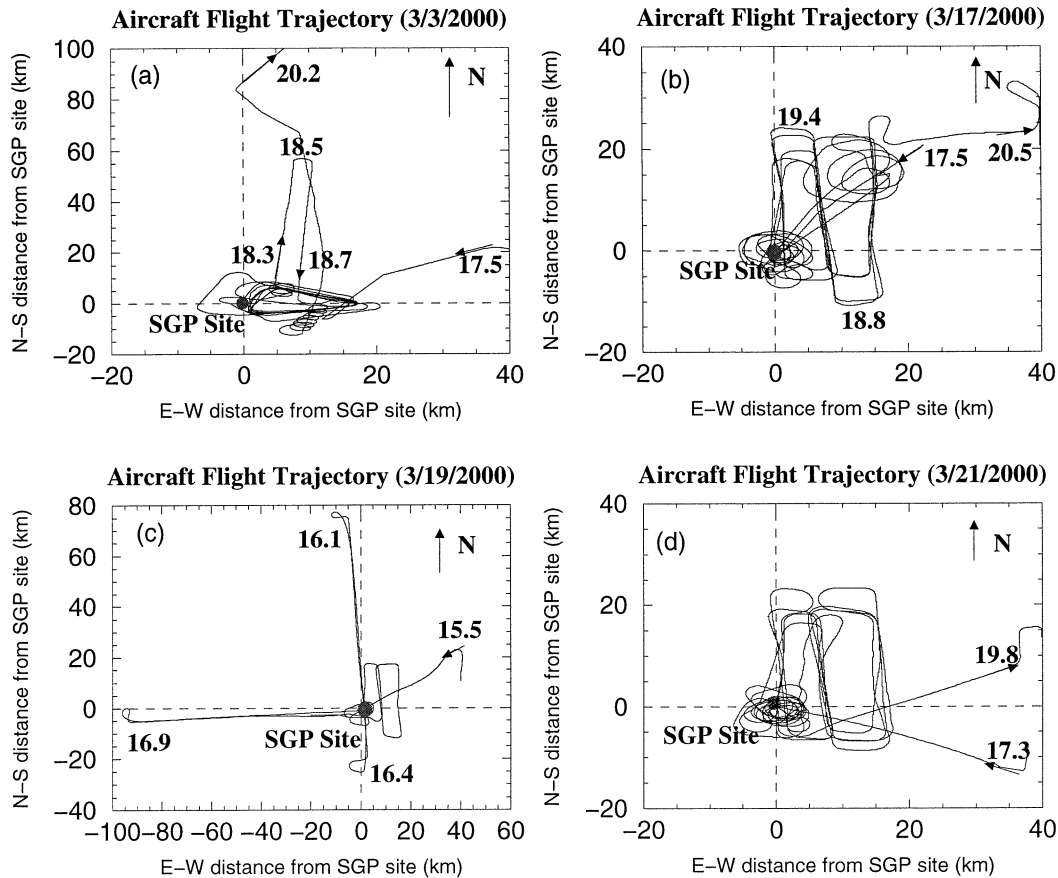 Aircraft Flight Trajectory (3/3/2000)
N−S distance from SGP site (km)
100
80
60
40
20
0
−20
(a)
N
20.2
18.5
18.3
18.7
17.5
SGP Site
−20 0 20 40
E−W distance from SGP site (km)
Aircraft Flight Trajectory (3/17/2000)
N−S distance from SGP site (km)
40
20
0
−20
(b)
N
19.4
17.5
20.5
SGP Site
18.8
−20 0 20 40
E−W distance from SGP site (km)
Aircraft Flight Trajectory (3/19/2000)
N−S distance from SGP site (km)
80
60
40
20
0
−20
−40
(c)
N
16.1
15.5
SGP Site
16.9
16.4
−100 −80 −60 −40 −20 0 20 40 60
E−W distance from SGP site (km)
Aircraft Flight Trajectory (3/21/2000)
N−S distance from SGP site (km)
40
20
0
−20
(d)
N
19.8
SGP Site
17.3
−20 0 20 40
E−W distance from SGP site (km)